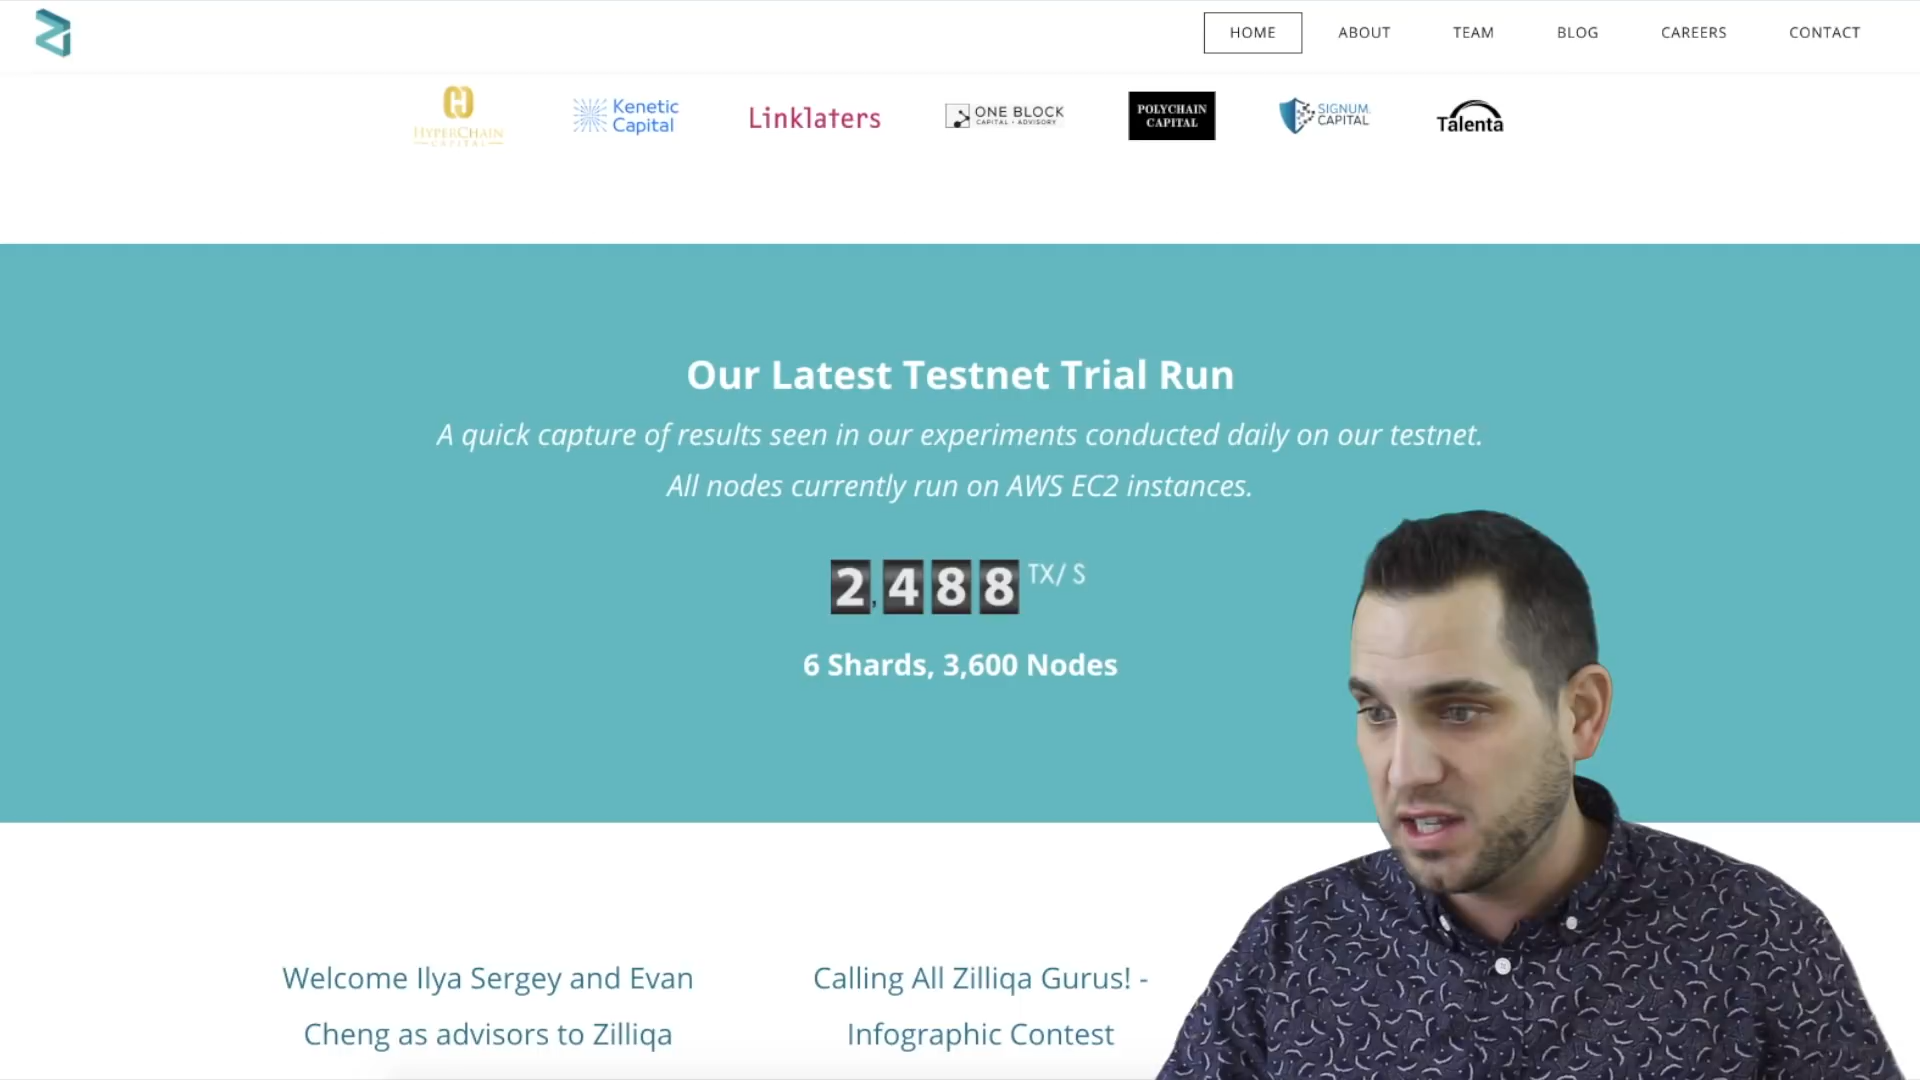 HOME
ABOUT
TEAM
BLOG
CAREERS
CONTACT
HYPERCHAIN
CAPITAL
Kenetic
Capital
Linklaters
ONE BLOCK
CAPITAL • ADVISORY
POLYCHAIN
CAPITAL
SIGNUM
CAPITAL
Talenta
Our Latest Testnet Trial Run
A quick capture of results seen in our experiments conducted daily on our testnet.
All nodes currently run on AWS EC2 instances.
2,488 TX/ S
6 Shards, 3,600 Nodes
Welcome Ilya Sergey and Evan
Cheng as advisors to Zilliqa
Calling All Zilliqa Gurus! -
Infographic Contest